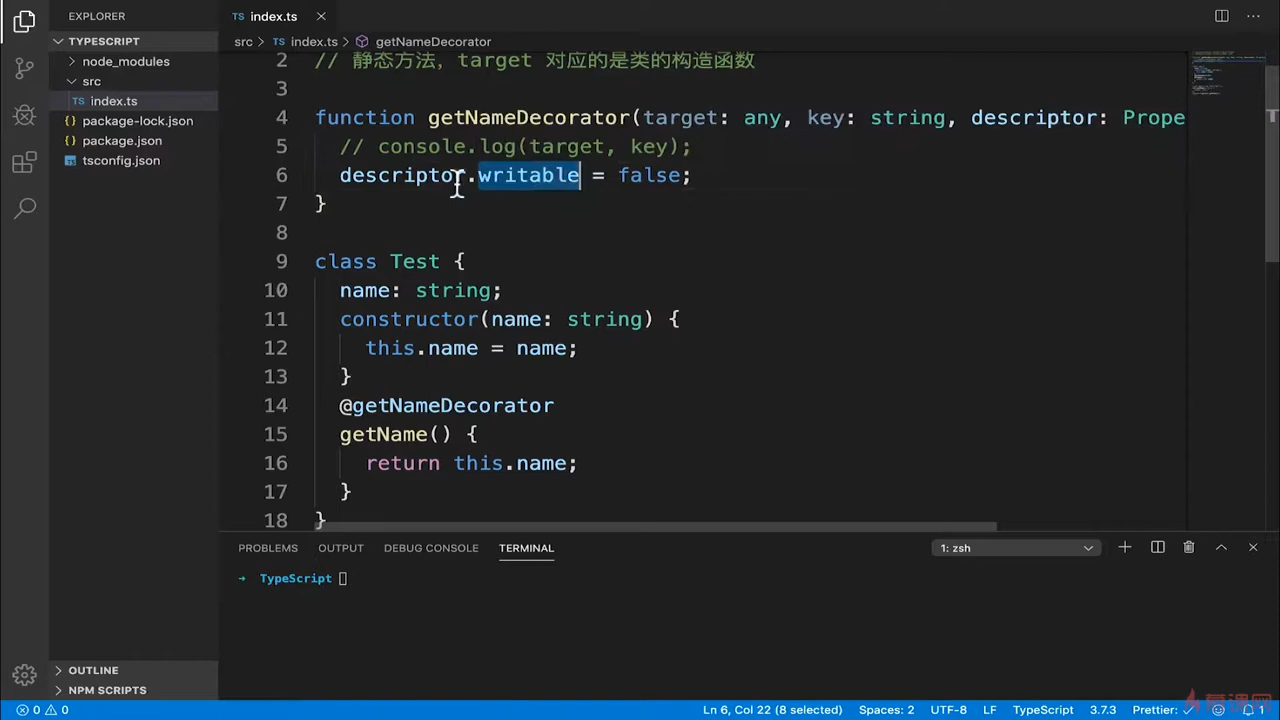 EXPLORER
TS index.ts
TYPESCRIPT
src > TS index.ts > getNameDecorator
node_modules
src
TS index.ts
package-lock.json
package.json
tsconfig.json
2 // 静态方法，target 对应的是类的构造函数
3
4 function getNameDecorator(target: any, key: string, descriptor: Prope
5 // console.log(target, key);
6 descriptor.writable = false;
7 }
8
9 class Test {
10 name: string;
11 constructor(name: string) {
12 this.name = name;
13 }
14 @getNameDecorator
15 getName() {
16 return this.name;
17 }
18 }
PROBLEMS OUTPUT DEBUG CONSOLE TERMINAL 1: zsh
→ TypeScript
OUTLINE
NPM SCRIPTS
0 0 Ln 6, Col 22 (8 selected) Spaces: 2 UTF-8 LF TypeScript 3.7.3 Prettier: ✓ 1
慕课网